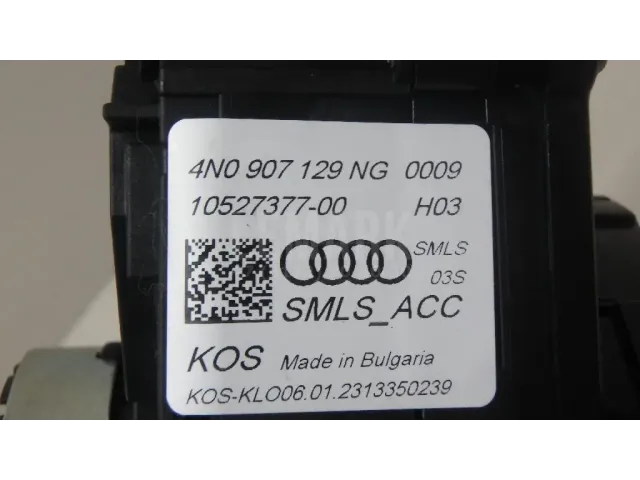 4N0 907 129 NG 0009
10527377-00 H03
SMLS
03S
SMLS_ACC
KOS Made in Bulgaria
KOS-KLO06.01.2313350239